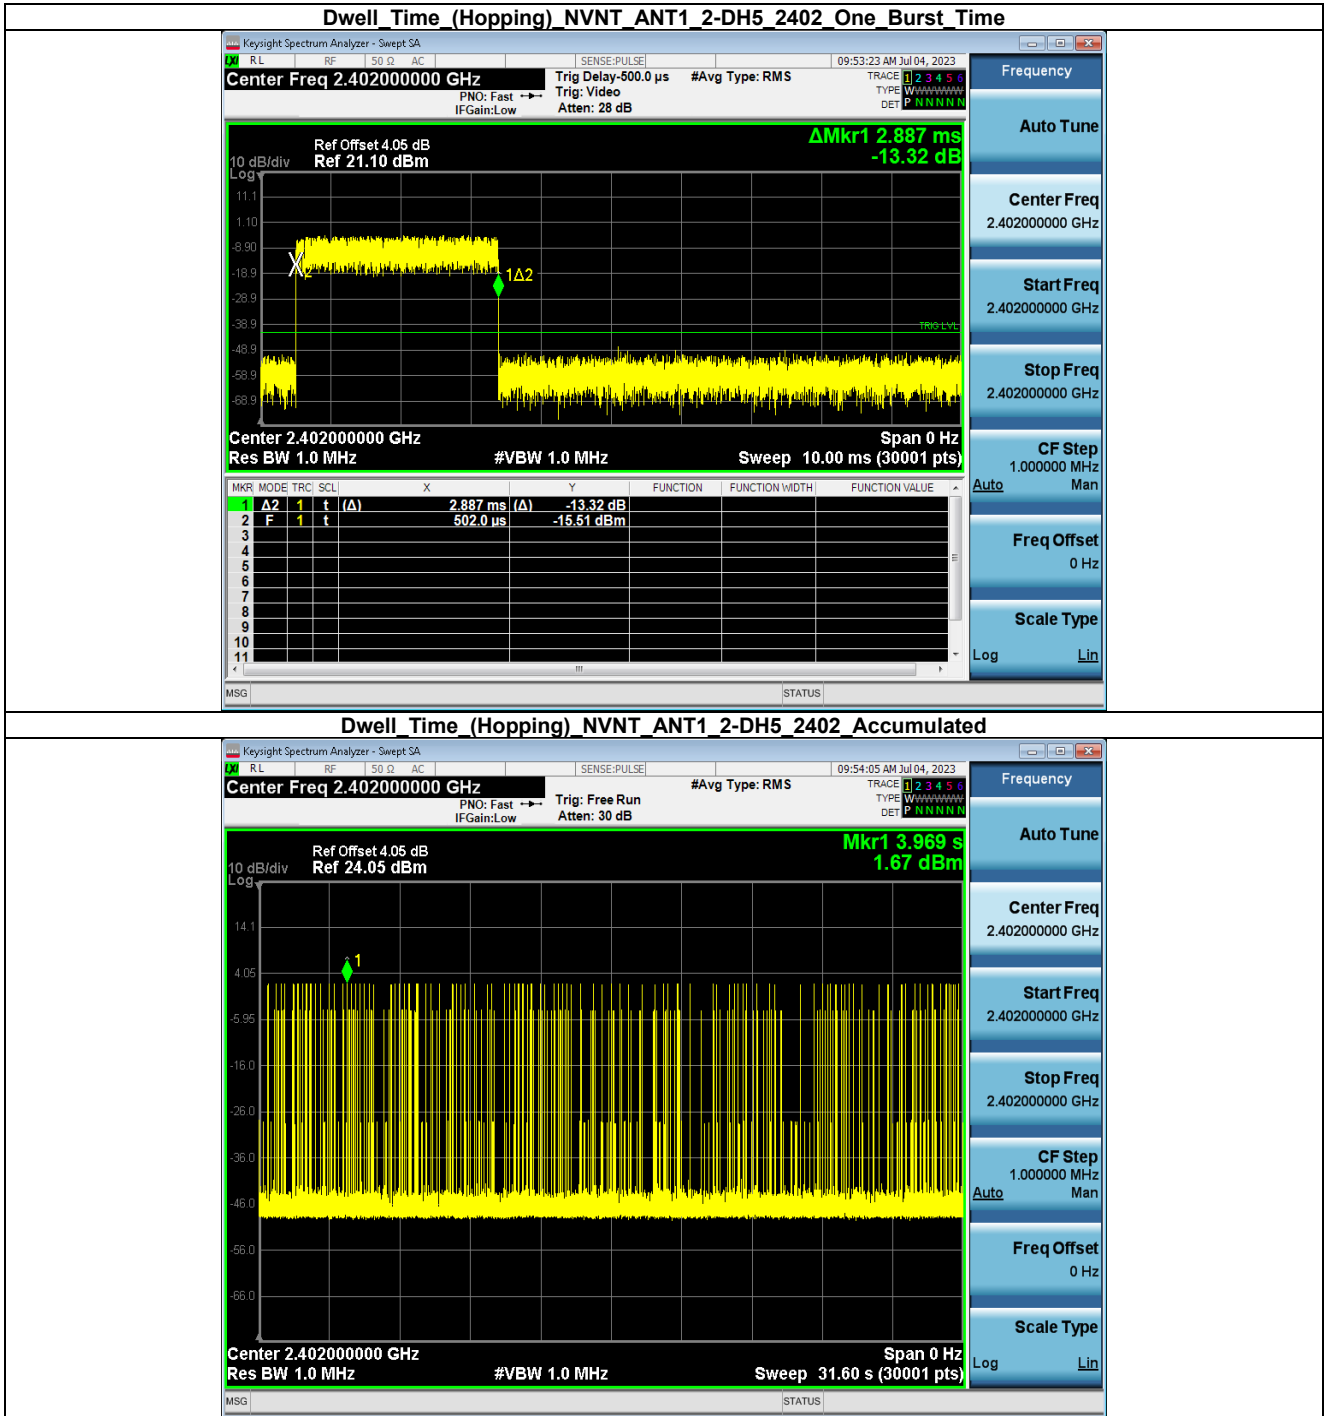 Dwell_Time_(Hopping)_NVNT_ANT1_2-DH5_2402_One_Burst_Time
Keysight Spectrum Analyzer - Swept SA
LXI RL RF 50 Ω AC SENSE:PULSE 09:53:23 AM Jul 04, 2023
Center Freq 2.402000000 GHz
PNO: Fast
IFGain:Low
Trig Delay-500.0 µs
Trig: Video
Atten: 28 dB
#Avg Type: RMS
TRACE 1 2 3 4 5 6
TYPE WWWWWW
DET P N N N N N
Ref Offset 4.05 dB
10 dB/div Ref 21.10 dBm
Log
ΔMkr1 2.887 ms
-13.32 dB
11.1
1.10
-8.90
-18.9
-28.9
-38.9
-48.9
-58.9
-68.9
X2
1Δ2
TRIG LVL
Center 2.402000000 GHz Span 0 Hz
Res BW 1.0 MHz #VBW 1.0 MHz Sweep 10.00 ms (30001 pts)
MKR MODE TRC SCL X Y FUNCTION FUNCTION WIDTH FUNCTION VALUE
1 Δ2 1 t (Δ) 2.887 ms (Δ) -13.32 dB
2 F 1 t 502.0 µs -15.51 dBm
3
4
5
6
7
8
9
10
11
MSG STATUS
Frequency
Auto Tune
Center Freq
2.402000000 GHz
Start Freq
2.402000000 GHz
Stop Freq
2.402000000 GHz
CF Step
1.000000 MHz
Auto Man
Freq Offset
0 Hz
Scale Type
Log Lin
Dwell_Time_(Hopping)_NVNT_ANT1_2-DH5_2402_Accumulated
Keysight Spectrum Analyzer - Swept SA
LXI RL RF 50 Ω AC SENSE:PULSE 09:54:05 AM Jul 04, 2023
Center Freq 2.402000000 GHz
PNO: Fast
IFGain:Low
Trig: Free Run
Atten: 30 dB
#Avg Type: RMS
TRACE 1 2 3 4 5 6
TYPE WWWWWW
DET P N N N N N
Ref Offset 4.05 dB
10 dB/div Ref 24.05 dBm
Log
Mkr1 3.969 s
1.67 dBm
14.1
4.05
-5.95
-16.0
-26.0
-36.0
-46.0
-56.0
-66.0
1
Center 2.402000000 GHz Span 0 Hz
Res BW 1.0 MHz #VBW 1.0 MHz Sweep 31.60 s (30001 pts)
MSG STATUS
Frequency
Auto Tune
Center Freq
2.402000000 GHz
Start Freq
2.402000000 GHz
Stop Freq
2.402000000 GHz
CF Step
1.000000 MHz
Auto Man
Freq Offset
0 Hz
Scale Type
Log Lin